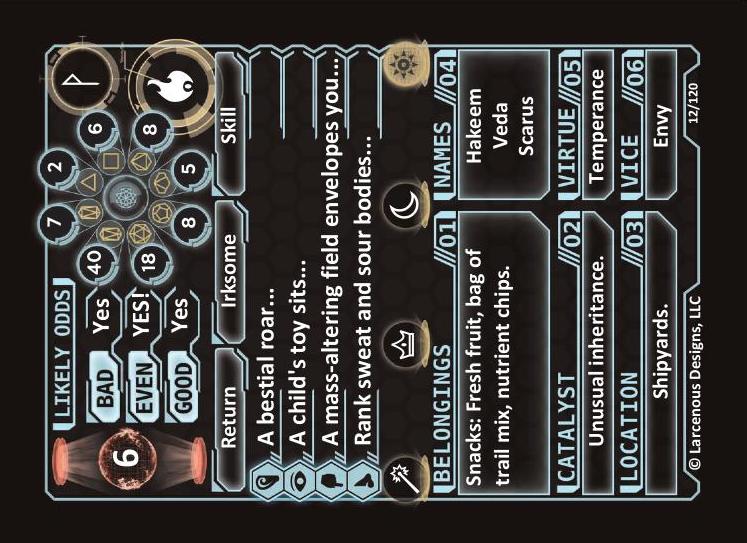 6
LIKELY ODDS
BAD Yes
EVEN YES!
GOOD Yes
2
7 6
40 8
18 5
8
Return Irksome Skill
A bestial roar...
A child's toy sits...
A mass-altering field envelopes you...
Rank sweat and sour bodies...
BELONGINGS 01
Snacks: Fresh fruit, bag of
trail mix, nutrient chips.
NAMES 04
Hakeem
Veda
Scarus
CATALYST 02
Unusual inheritance.
VIRTUE 05
Temperance
LOCATION 03
Shipyards.
VICE 06
Envy
© Larcenous Designs, LLC
12/120